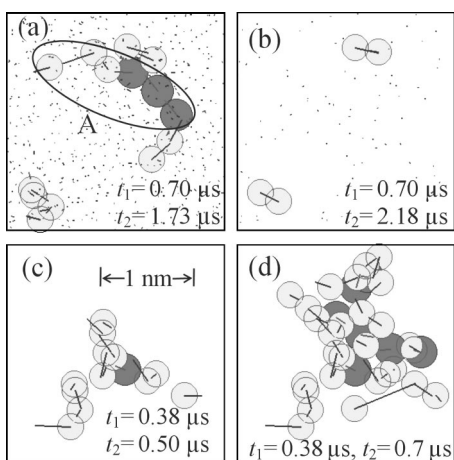 (a)
A
t₁= 0.70 μs
t₂= 1.73 μs
(b)
t₁= 0.70 μs
t₂= 2.18 μs
(c)
1 nm
t₁= 0.38 μs
t₂= 0.50 μs
(d)
t₁= 0.38 μs, t₂= 0.7 μs